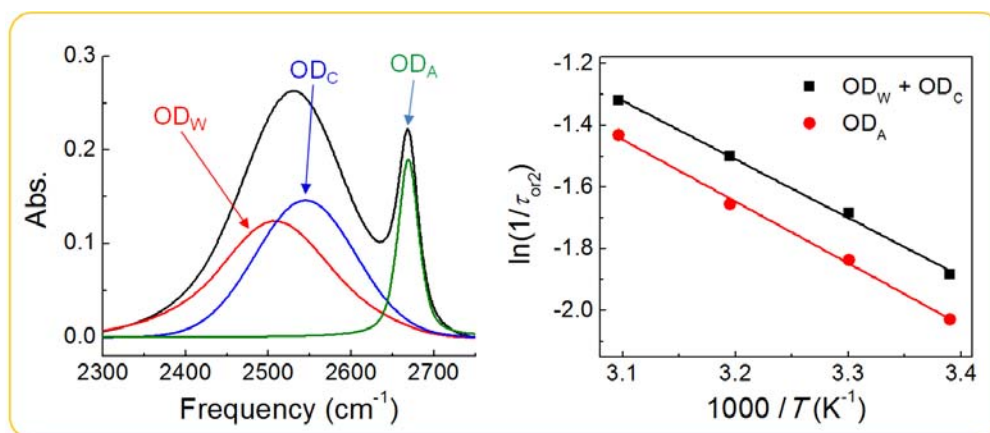 0.3
0.2
0.1
0.0
Abs.
OD_W
OD_C
OD_A
2300 2400 2500 2600 2700
Frequency (cm⁻¹)
-1.2
-1.4
-1.6
-1.8
-2.0
ln(1/τ_or2)
OD_W + OD_C
OD_A
3.1 3.2 3.3 3.4
1000 / T (K⁻¹)